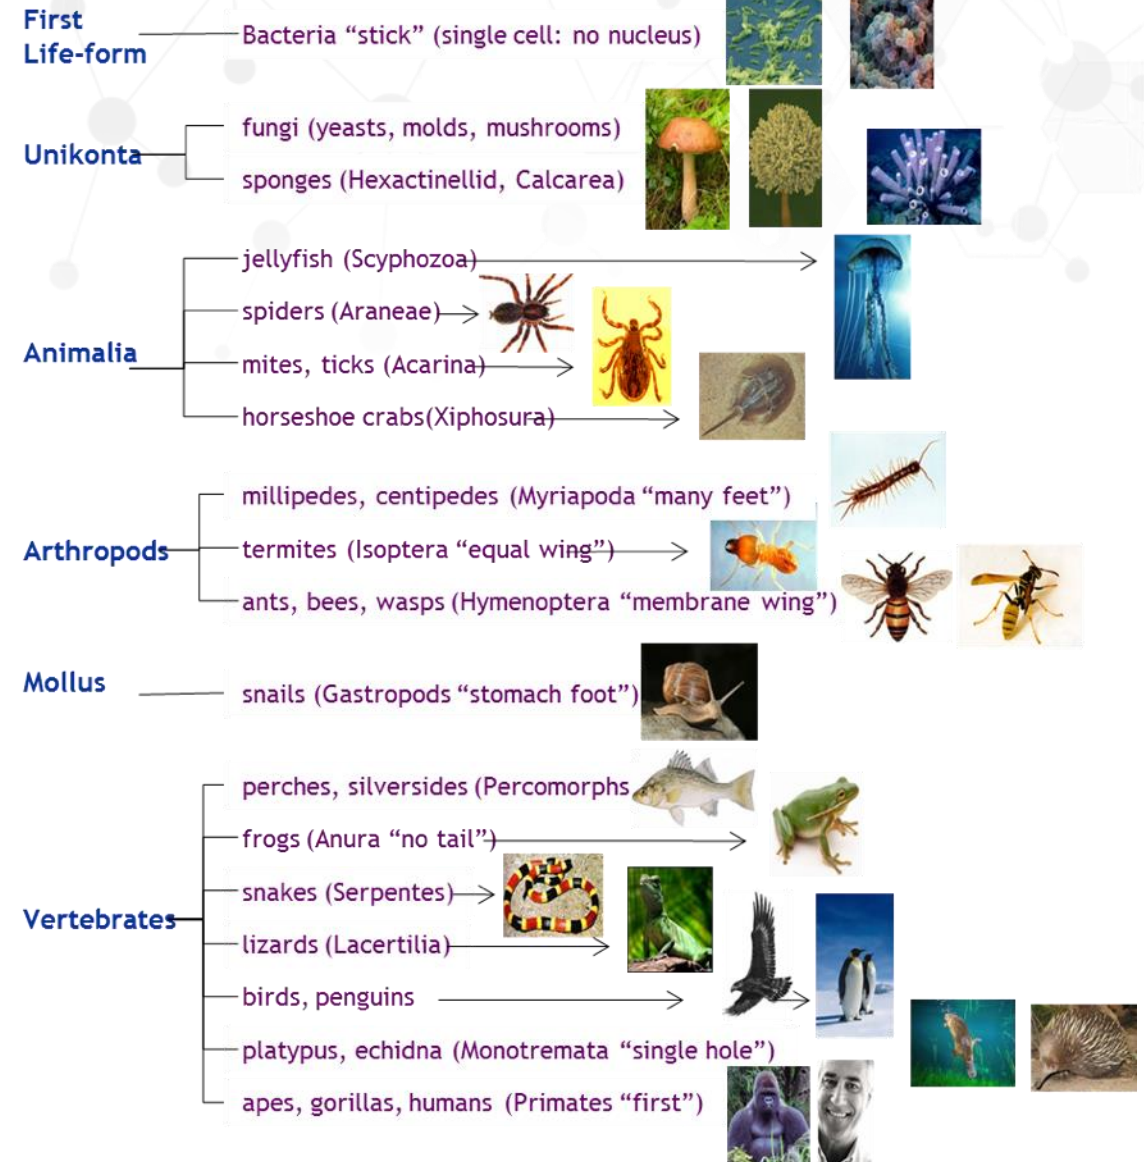 First
Life-form
Bacteria “stick” (single cell: no nucleus)
Unikonta
fungi (yeasts, molds, mushrooms)
sponges (Hexactinellid, Calcarea)
Animalia
jellyfish (Scyphozoa)
spiders (Araneae)
mites, ticks (Acarina)
horseshoe crabs(Xiphosura)
Arthropods
millipedes, centipedes (Myriapoda “many feet”)
termites (Isoptera “equal wing”)
ants, bees, wasps (Hymenoptera “membrane wing”)
Mollus
snails (Gastropods “stomach foot”)
Vertebrates
perches, silversides (Percomorphs
frogs (Anura “no tail”)
snakes (Serpentes)
lizards (Lacertilia)
birds, penguins
platypus, echidna (Monotremata “single hole”)
apes, gorillas, humans (Primates “first”)